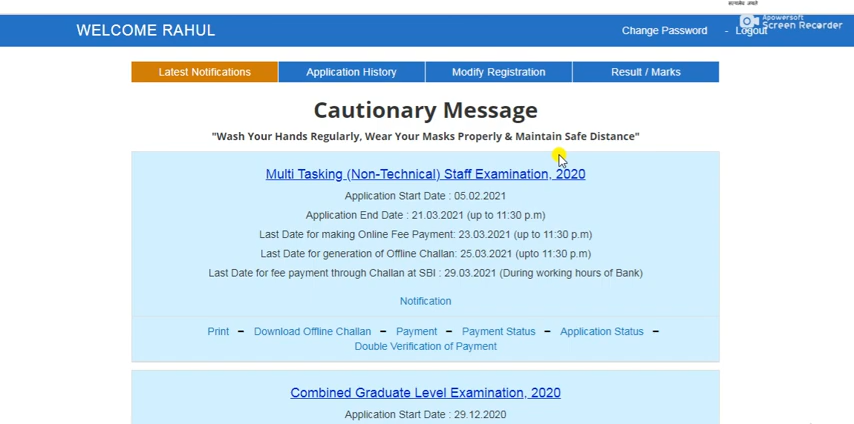 सत्यमेव जयते
Apowersoft
Screen Recorder
WELCOME RAHUL
Change Password - Logout
Latest Notifications Application History Modify Registration Result / Marks
Cautionary Message
"Wash Your Hands Regularly, Wear Your Masks Properly & Maintain Safe Distance"
Multi Tasking (Non-Technical) Staff Examination, 2020
Application Start Date : 05.02.2021
Application End Date : 21.03.2021 (up to 11:30 p.m)
Last Date for making Online Fee Payment: 23.03.2021 (up to 11:30 p.m)
Last Date for generation of Offline Challan: 25.03.2021 (upto 11:30 p.m)
Last Date for fee payment through Challan at SBI : 29.03.2021 (During working hours of Bank)
Notification
Print – Download Offline Challan – Payment – Payment Status – Application Status –
Double Verification of Payment
Combined Graduate Level Examination, 2020
Application Start Date : 29.12.2020